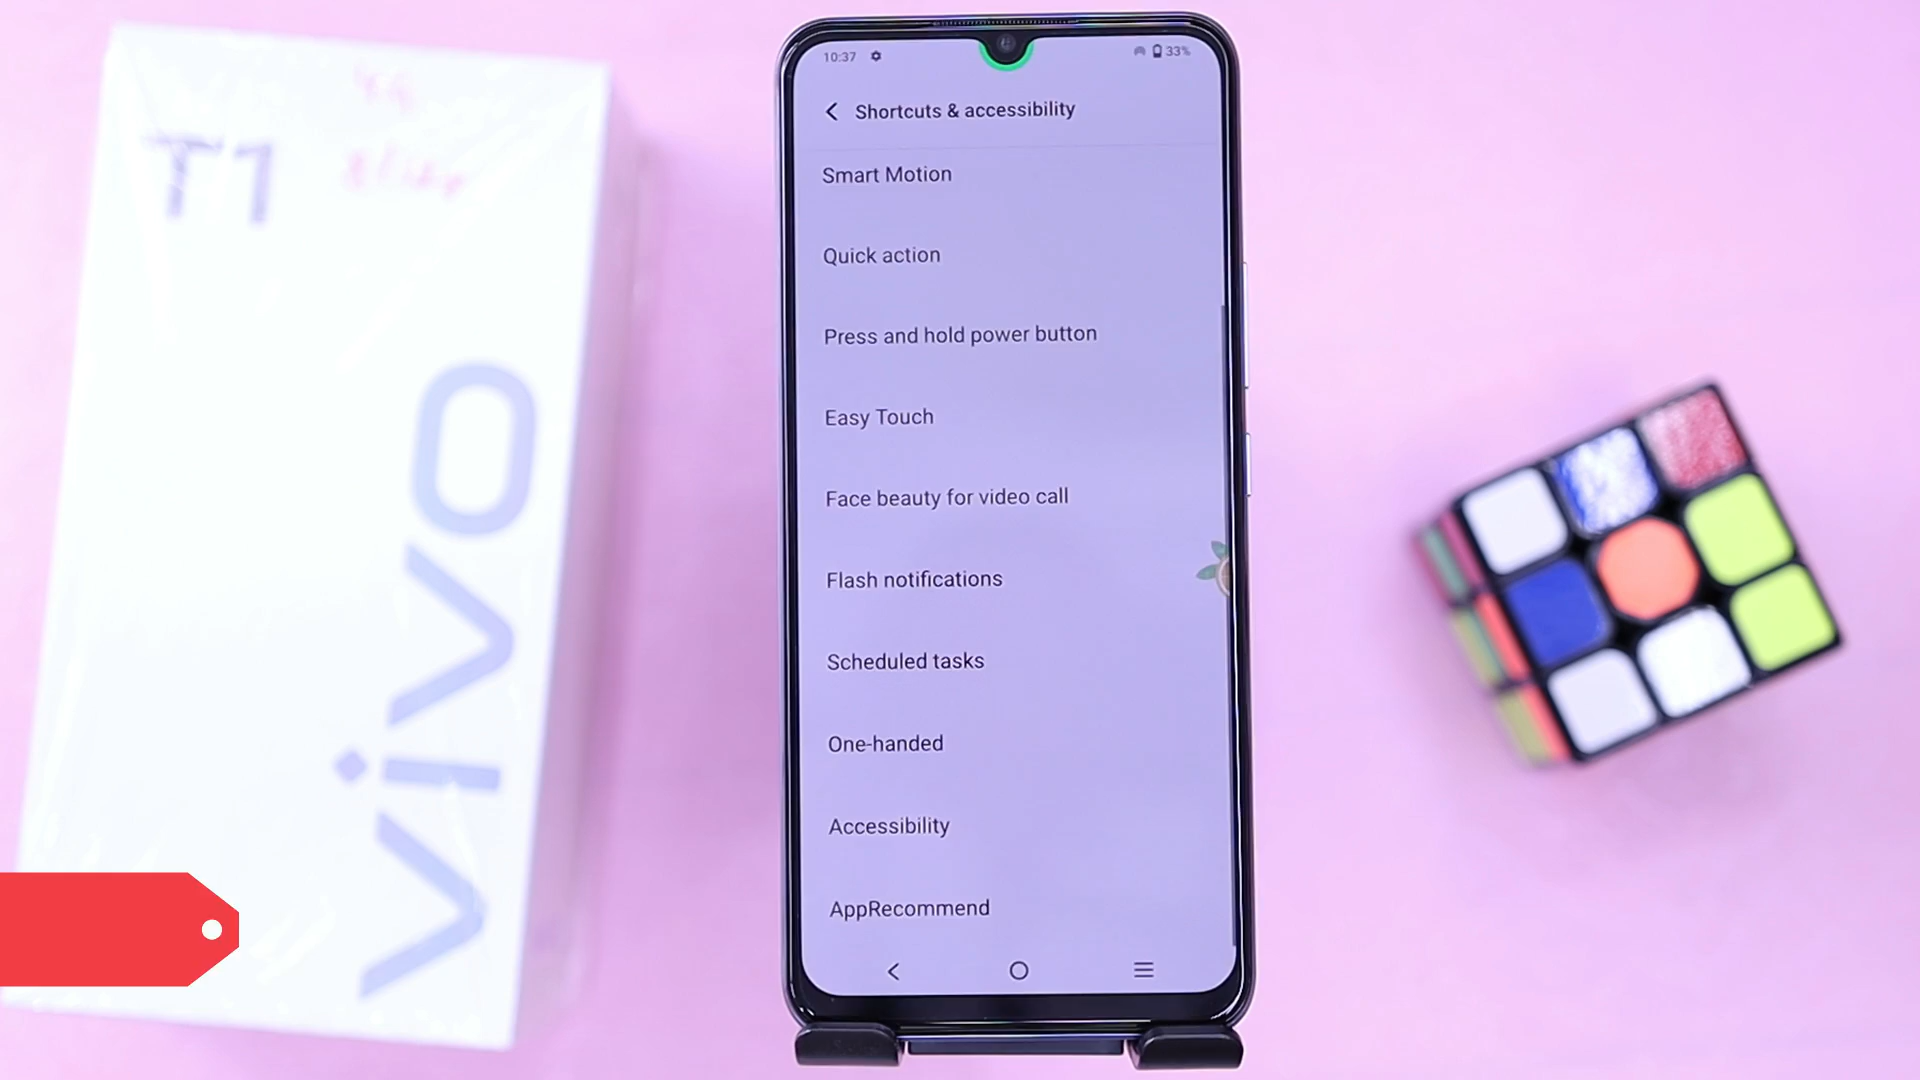 T1
vivo
10:37
33%
Shortcuts & accessibility
Smart Motion
Quick action
Press and hold power button
Easy Touch
Face beauty for video call
Flash notifications
Scheduled tasks
One-handed
Accessibility
AppRecommend